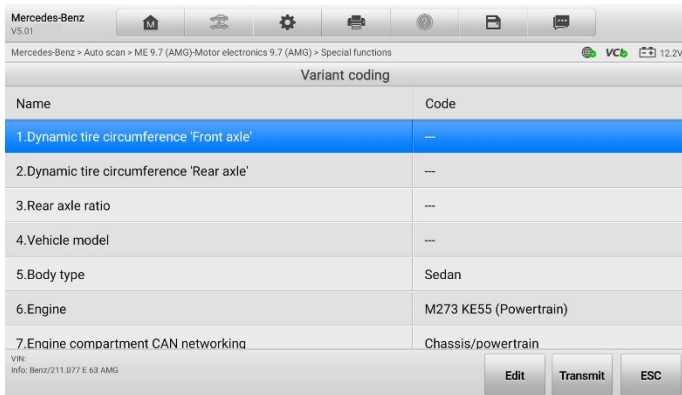 Mercedes-Benz
V5.01
M
?
Mercedes-Benz > Auto scan > ME 9.7 (AMG)-Motor electronics 9.7 (AMG) > Special functions
VCI 12.2V
Variant coding
Name Code
1.Dynamic tire circumference 'Front axle' ---
2.Dynamic tire circumference 'Rear axle' ---
3.Rear axle ratio ---
4.Vehicle model ---
5.Body type Sedan
6.Engine M273 KE55 (Powertrain)
7.Engine compartment CAN networking Chassis/powertrain
VIN:
Info: Benz/211.077 E 63 AMG
Edit Transmit ESC